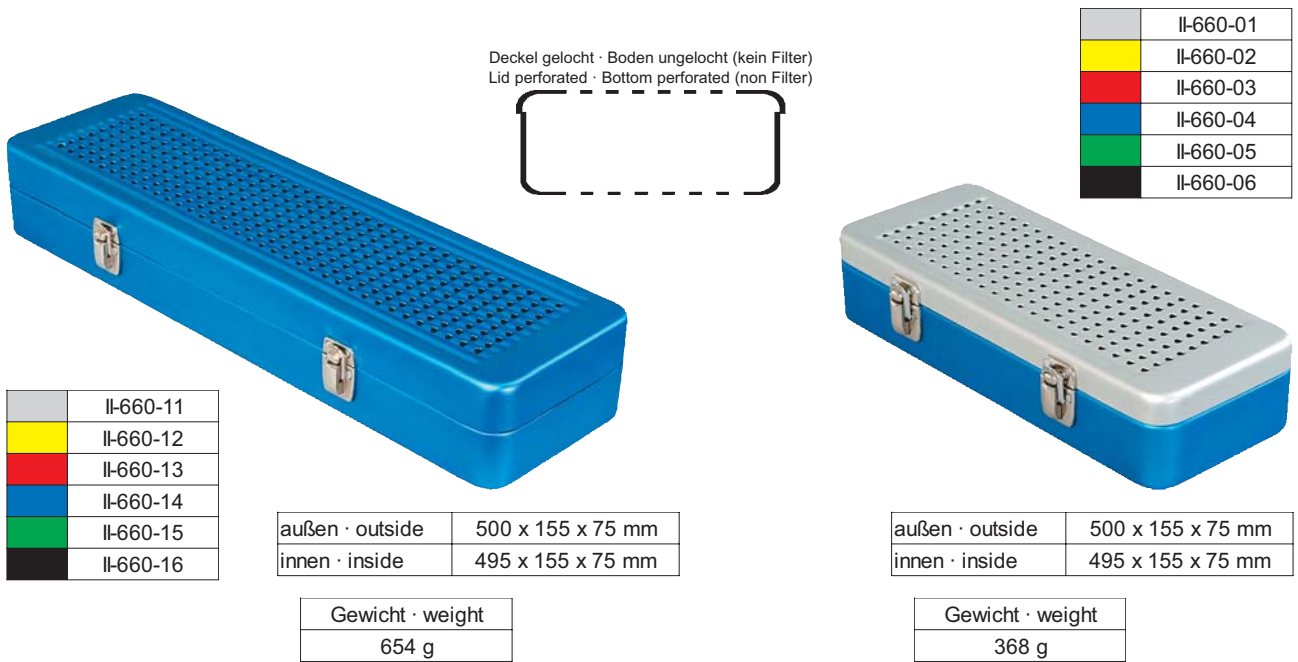 Deckel gelocht · Boden ungelocht (kein Filter)
Lid perforated · Bottom perforated (non Filter)
II-660-01
II-660-02
II-660-03
II-660-04
II-660-05
II-660-06
II-660-11
II-660-12
II-660-13
II-660-14
II-660-15
II-660-16
außen · outside 500 x 155 x 75 mm
innen · inside 495 x 155 x 75 mm
Gewicht · weight
654 g
außen · outside 500 x 155 x 75 mm
innen · inside 495 x 155 x 75 mm
Gewicht · weight
368 g